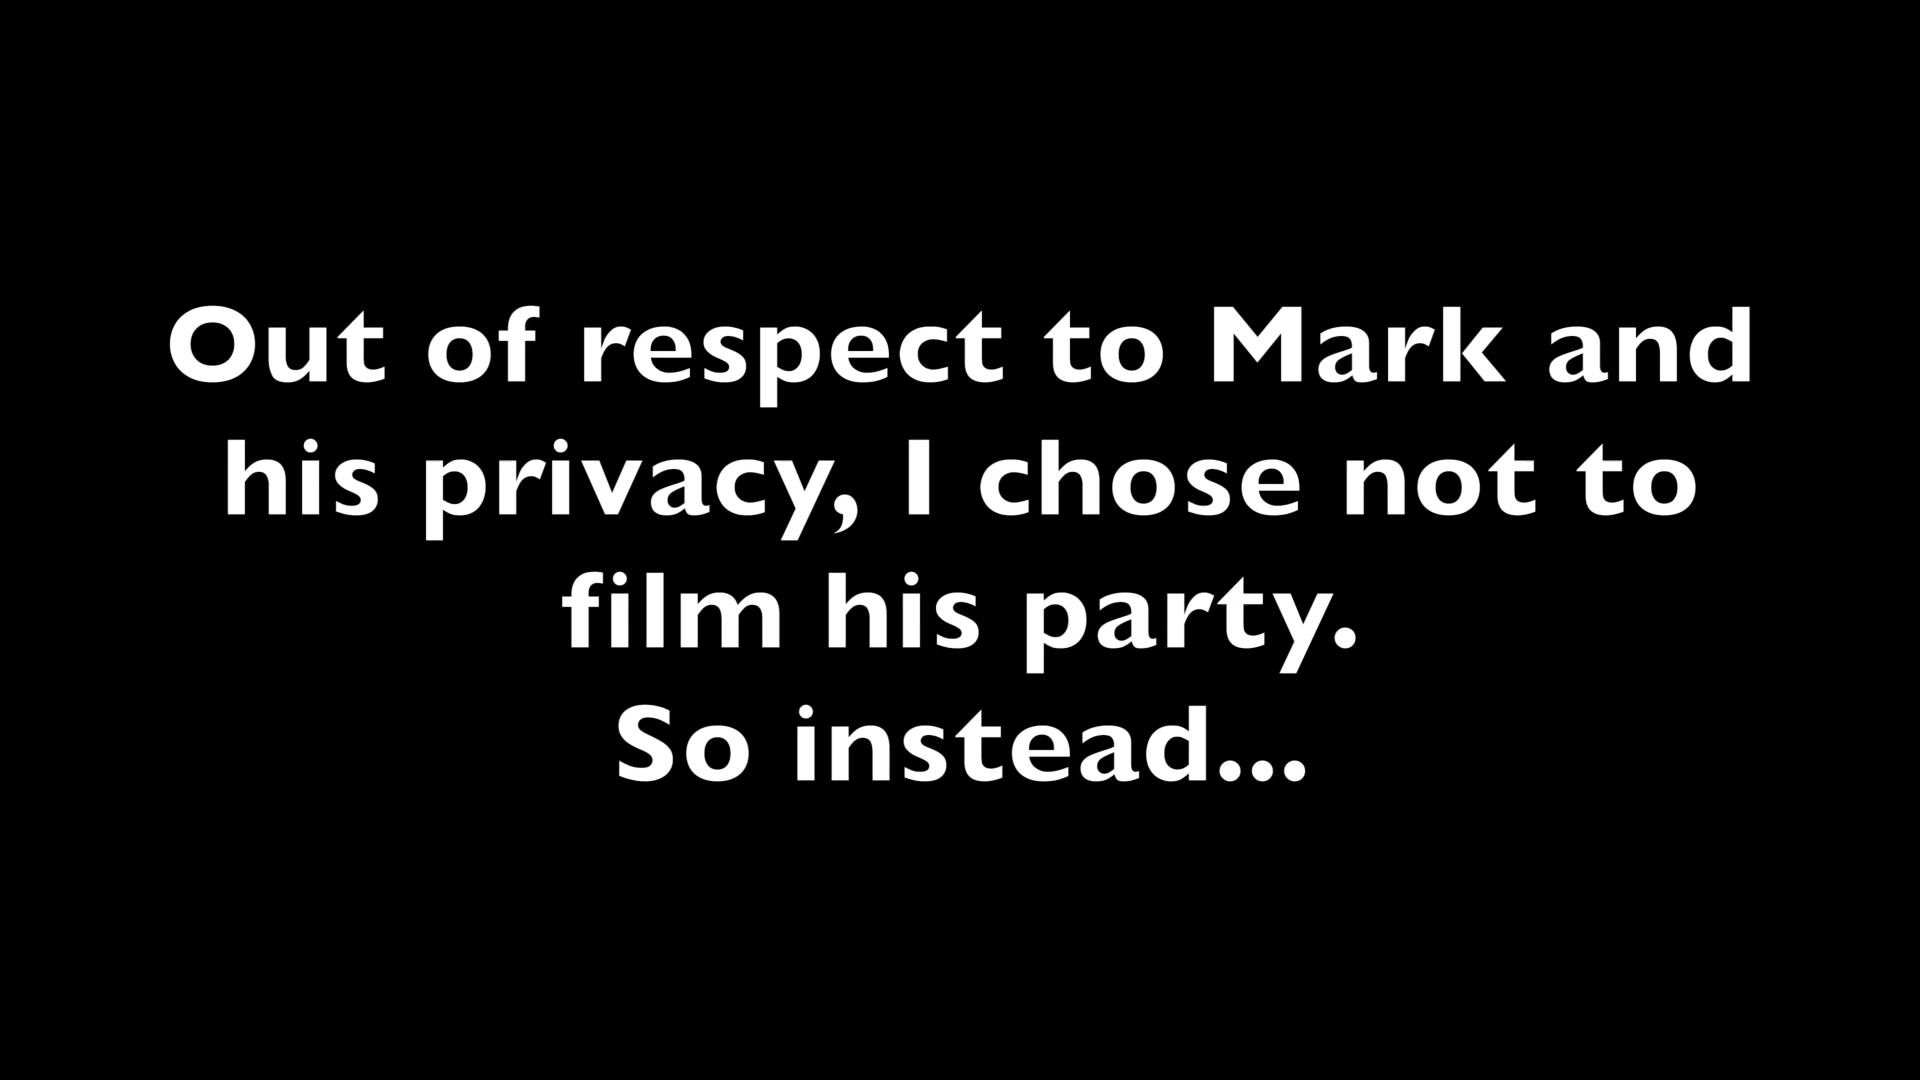 Out of respect to Mark and
his privacy, I chose not to
film his party.
So instead...